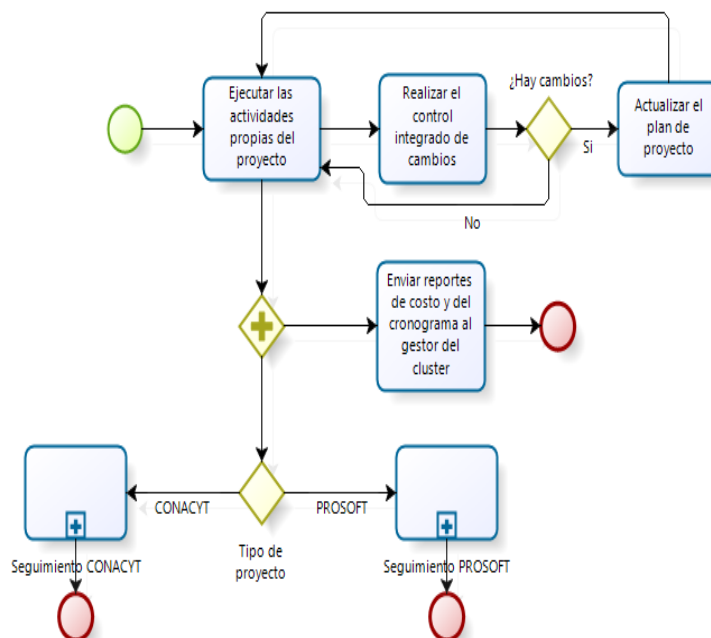 Ejecutar las
actividades
propias del
proyecto
Realizar el
control
integrado de
cambios
¿Hay cambios?
Si
Actualizar el
plan de
proyecto
No
Enviar reportes
de costo y del
cronograma al
gestor del
cluster
CONACYT
PROSOFT
Tipo de
proyecto
Seguimiento CONACYT
Seguimiento PROSOFT